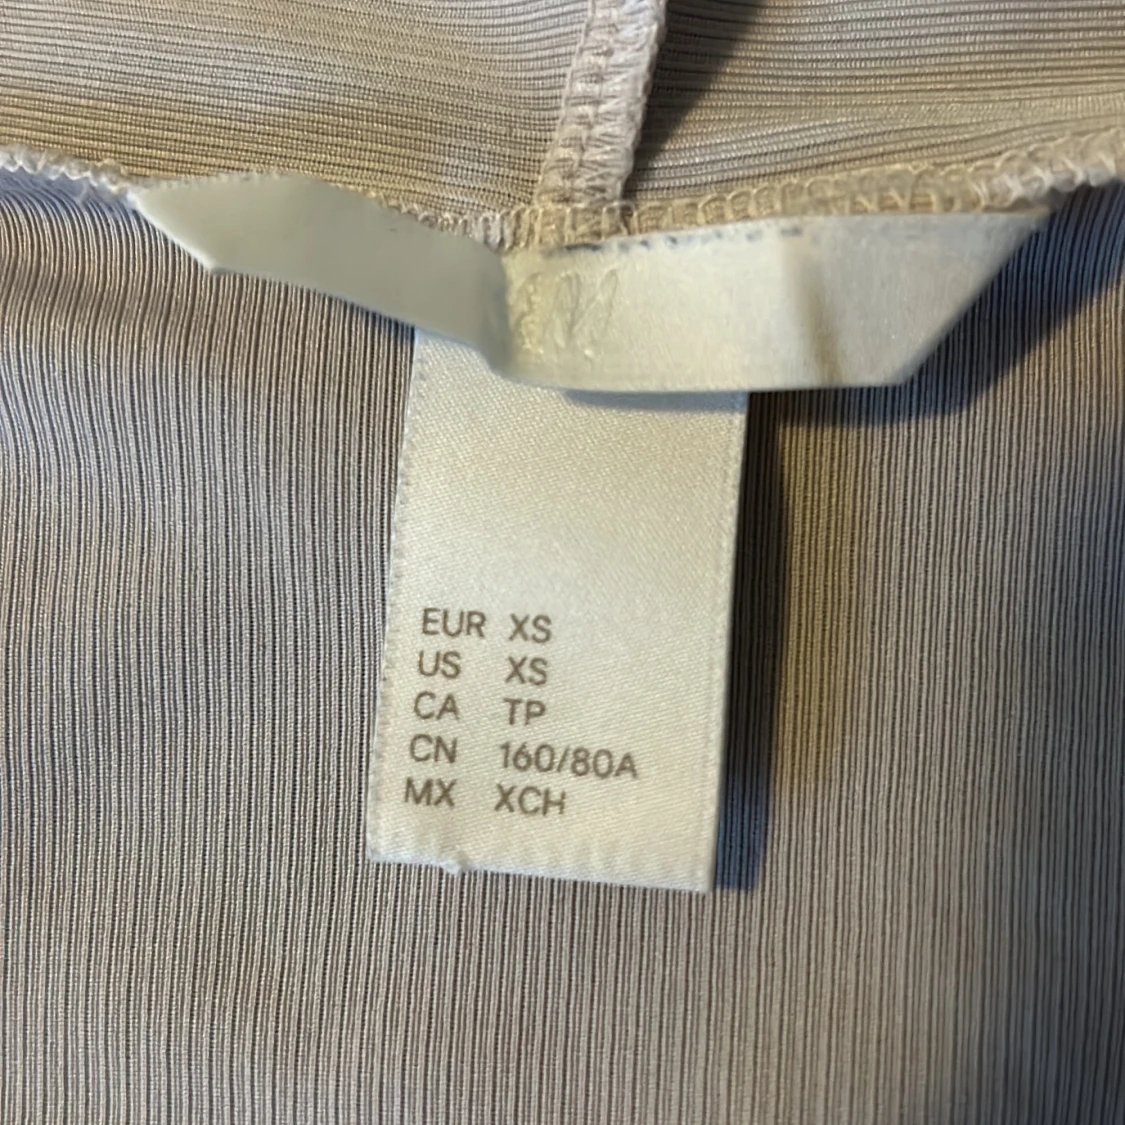 EUR XS
US XS
CA TP
CN 160/80A
MX XCH